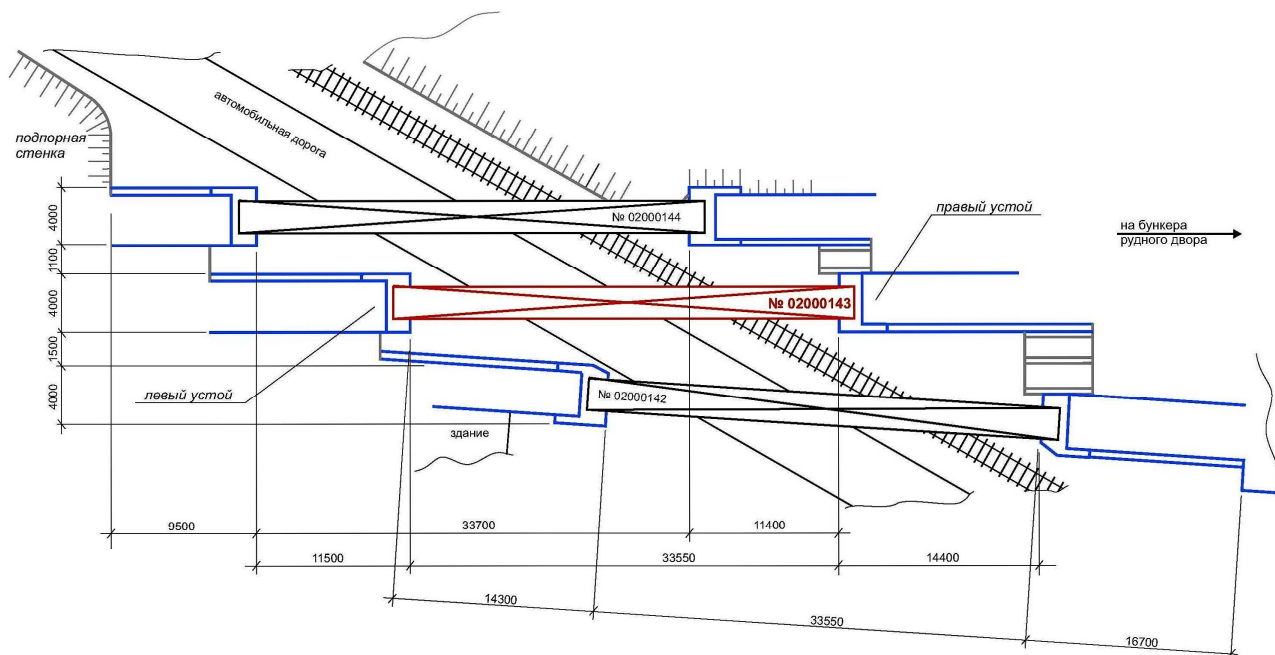 автомобильная дорога
подпорная
стенка
№ 02000144
правый устой
на бункера
рудного двора
4000
1100
№ 02000143
4000
1500
левый устой
№ 02000142
4000
здание
9500
33700
11400
11500
33550
14400
14300
33550
16700